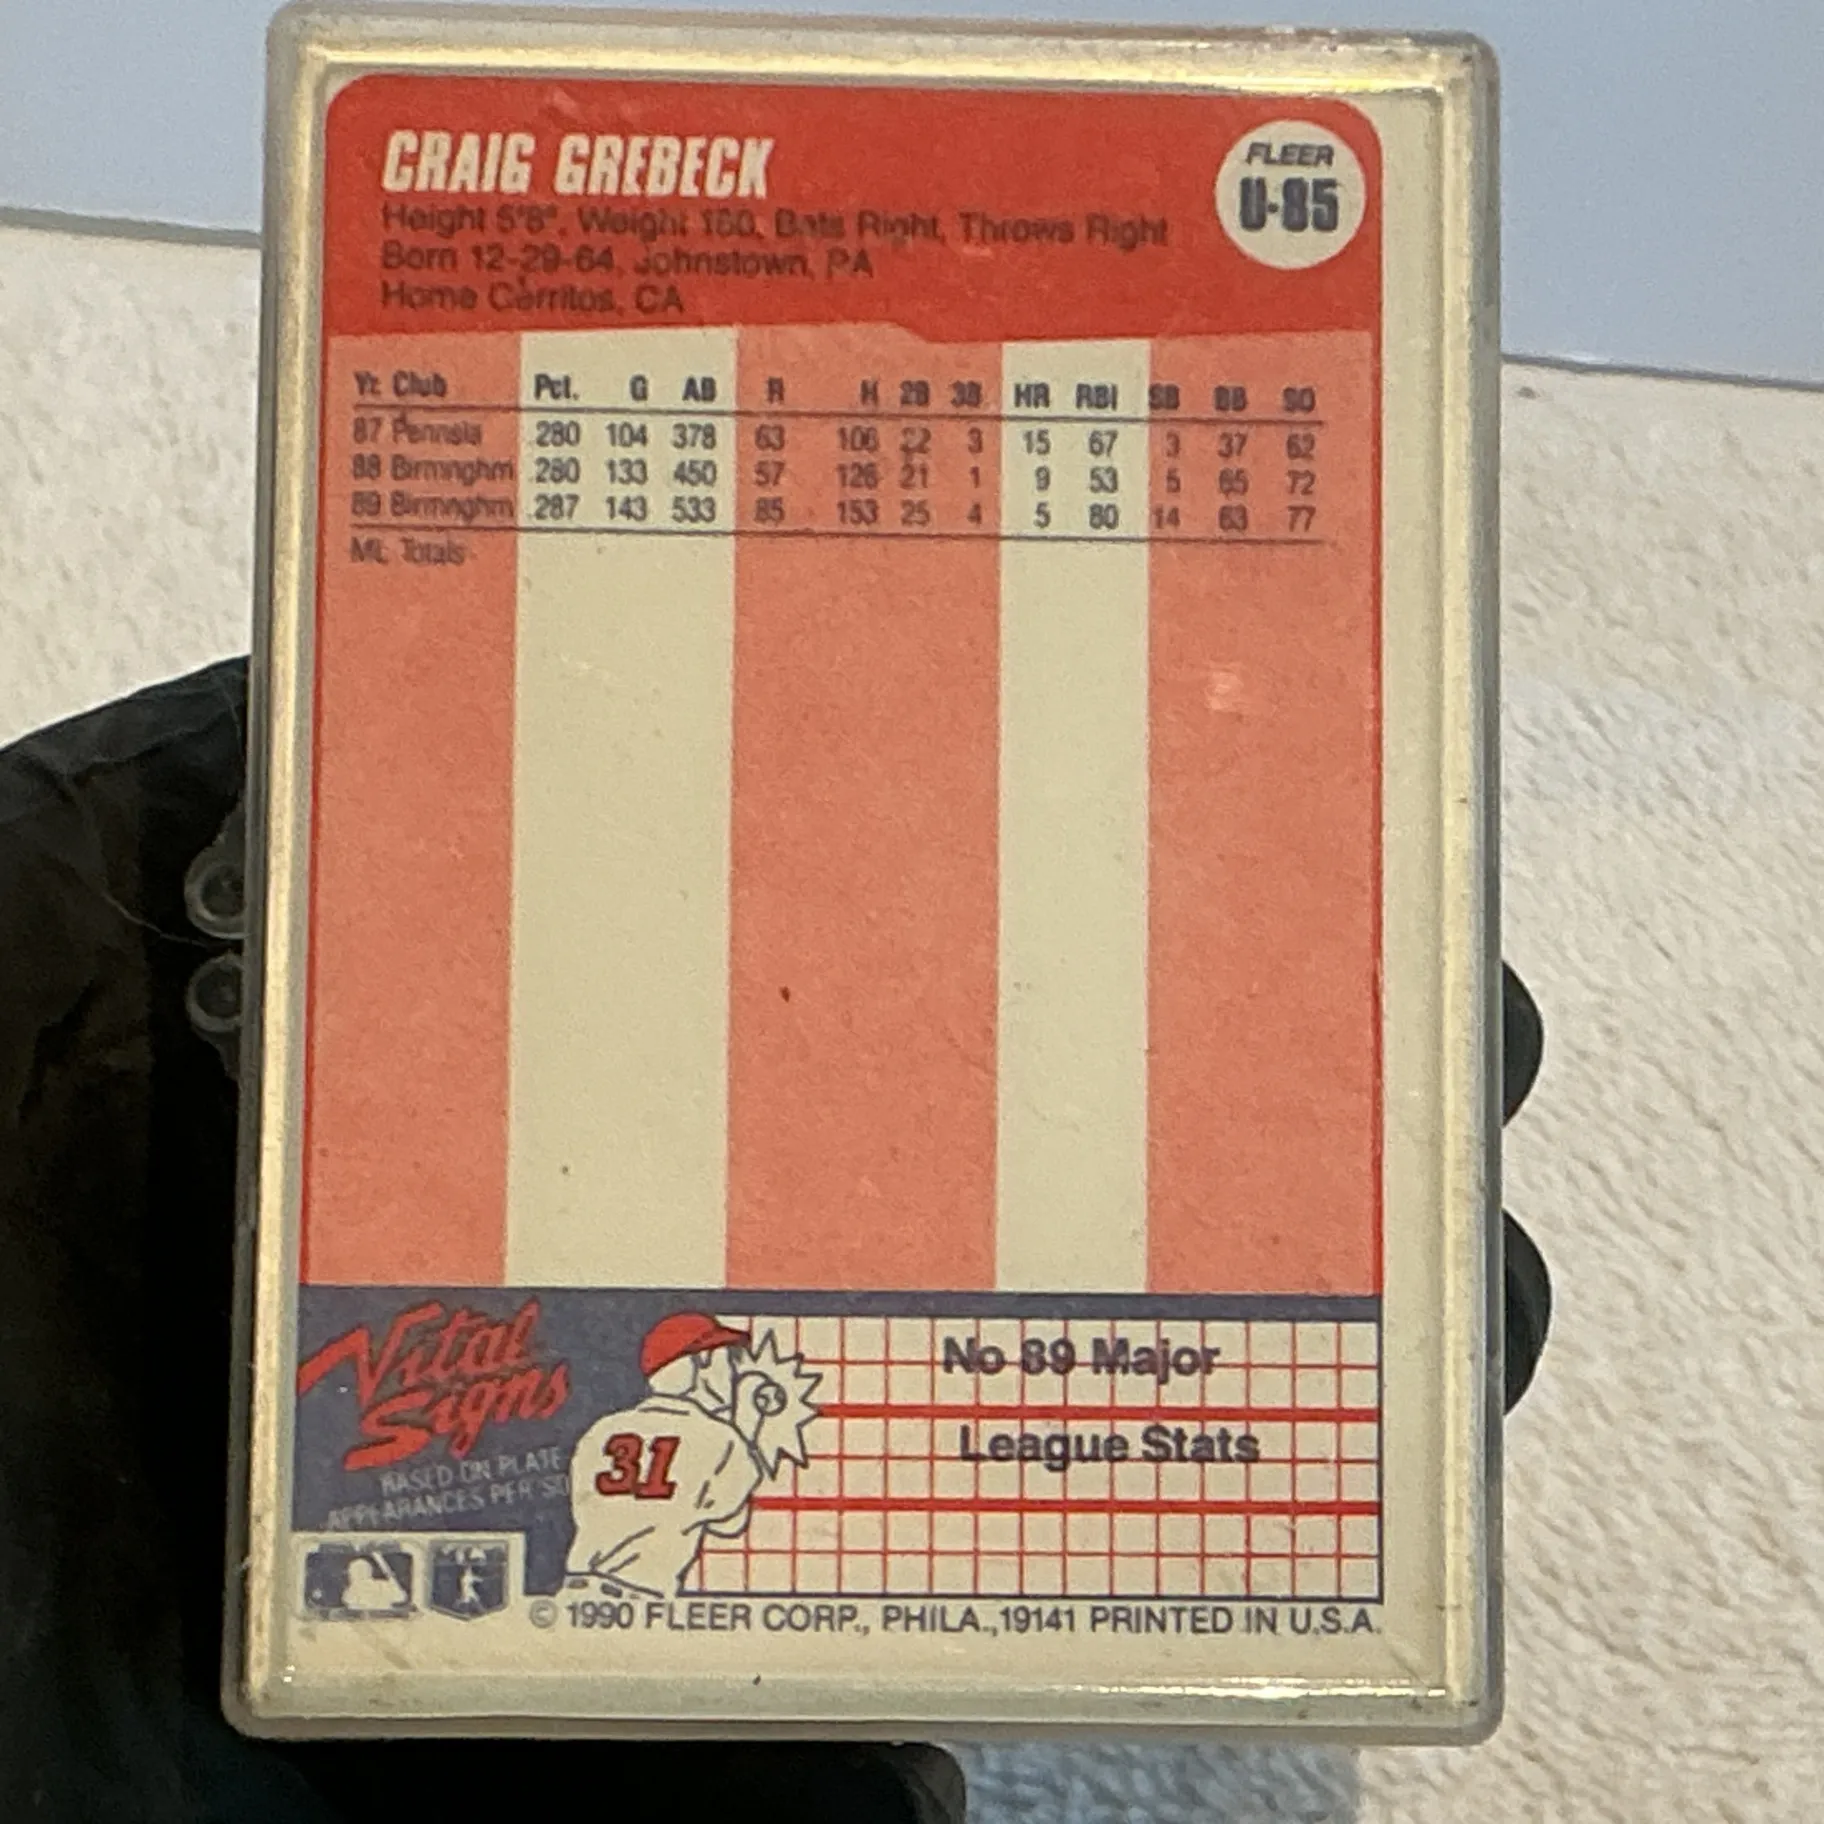 CRAIG GREBECK
FLEER
U-85
Height 5'8", Weight 160, Bats Right, Throws Right
Born 12-29-64, Johnstown, PA
Home Cerritos, CA
Yr. Club Pct. G AB R H 2B 3B HR RBI SB BB SO
87 Pennsla .280 104 378 63 106 22 3 15 67 3 37 62
88 Birmnghm .280 133 450 57 126 21 1 9 53 5 65 72
89 Birmnghm .287 143 533 85 153 25 4 5 80 14 63 77
ML Totals
Vital
Signs
BASED ON PLATE
APPEARANCES PER SO
31
No 89 Major
League Stats
© 1990 FLEER CORP., PHILA.,19141 PRINTED IN U.S.A.